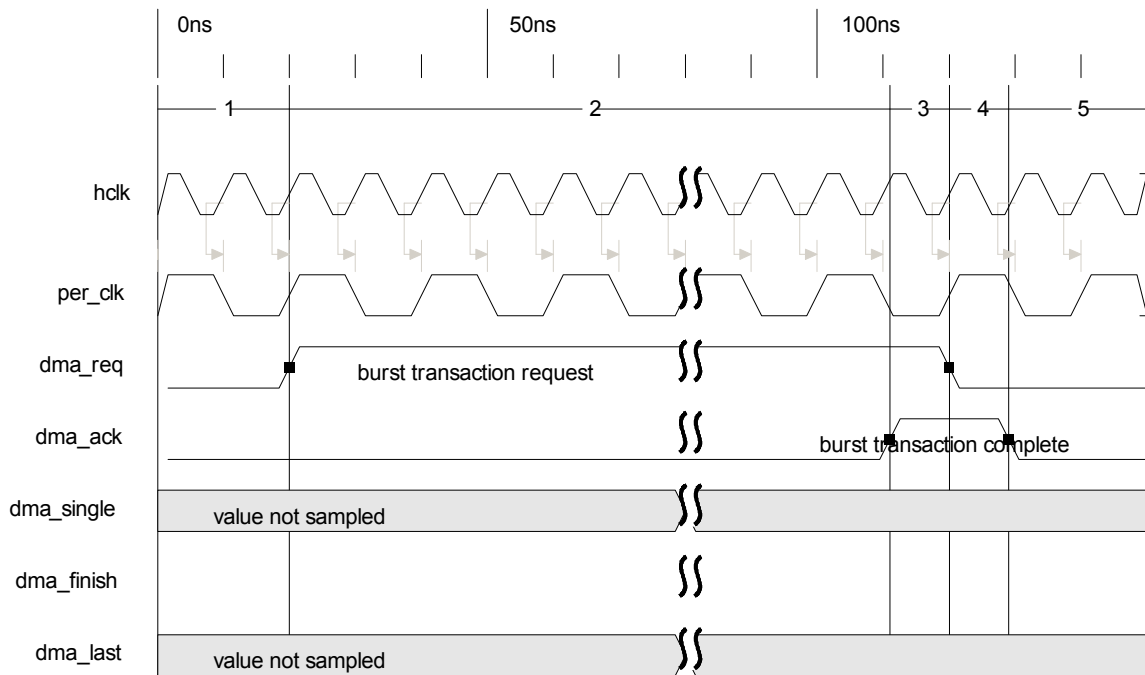 0ns 50ns 100ns
1 2 3 4 5
hclk
per_clk
dma_req
burst transaction request
dma_ack
burst transaction complete
dma_single
value not sampled
dma_finish
dma_last
value not sampled